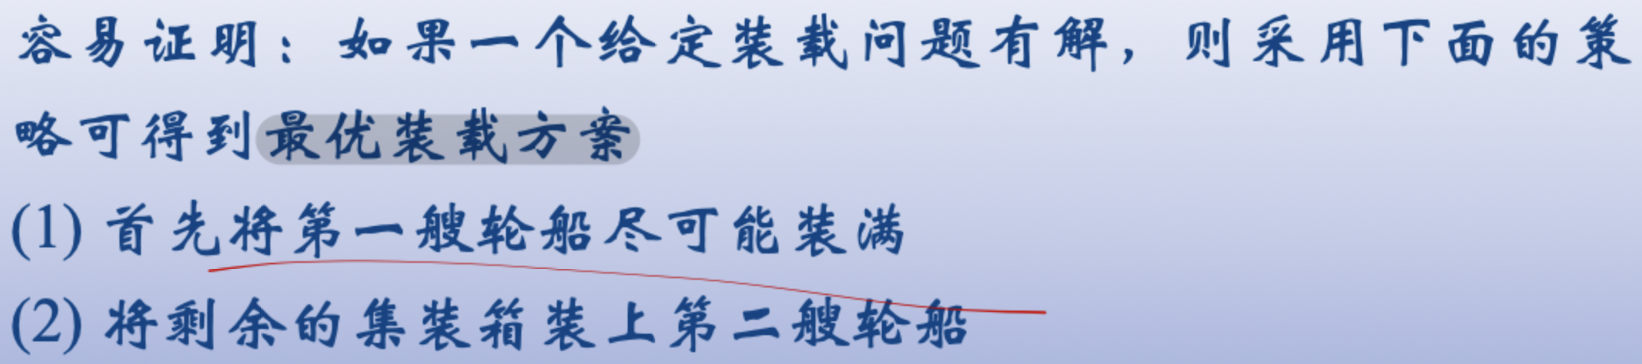 容易证明：如果一个给定装载问题有解，则采用下面的策
略可得到最优装载方案
(1) 首先将第一艘轮船尽可能装满
(2) 将剩余的集装箱装上第二艘轮船